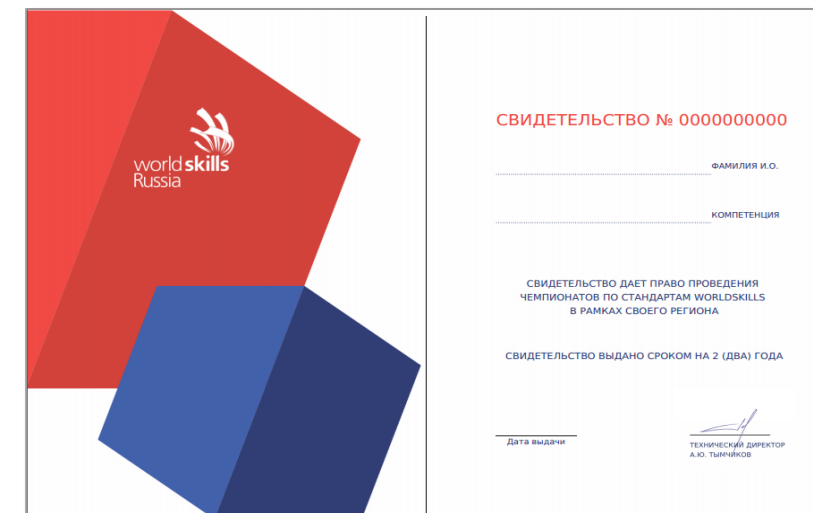 world skills
Russia
СВИДЕТЕЛЬСТВО № 0000000000
ФАМИЛИЯ И.О.
КОМПЕТЕНЦИЯ
СВИДЕТЕЛЬСТВО ДАЕТ ПРАВО ПРОВЕДЕНИЯ
ЧЕМПИОНАТОВ ПО СТАНДАРТАМ WORLDSKILLS
В РАМКАХ СВОЕГО РЕГИОНА
СВИДЕТЕЛЬСТВО ВЫДАНО СРОКОМ НА 2 (ДВА) ГОДА
Дата выдачи
ТЕХНИЧЕСКИЙ ДИРЕКТОР
А.Ю. ТЫМЧИКОВ